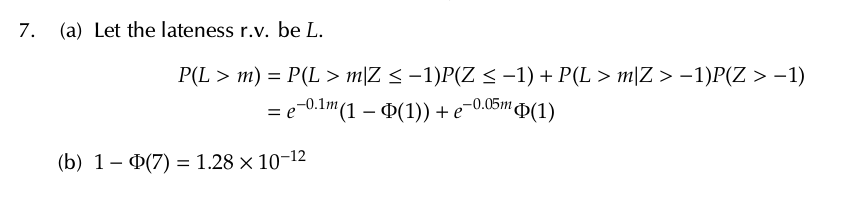 7. (a) Let the lateness r.v. be L.
P(L > m) = P(L > m|Z ≤ −1)P(Z ≤ −1) + P(L > m|Z > −1)P(Z > −1)
= e^{−0.1m}(1 − Φ(1)) + e^{−0.05m}Φ(1)
(b) 1 − Φ(7) = 1.28 × 10^{−12}